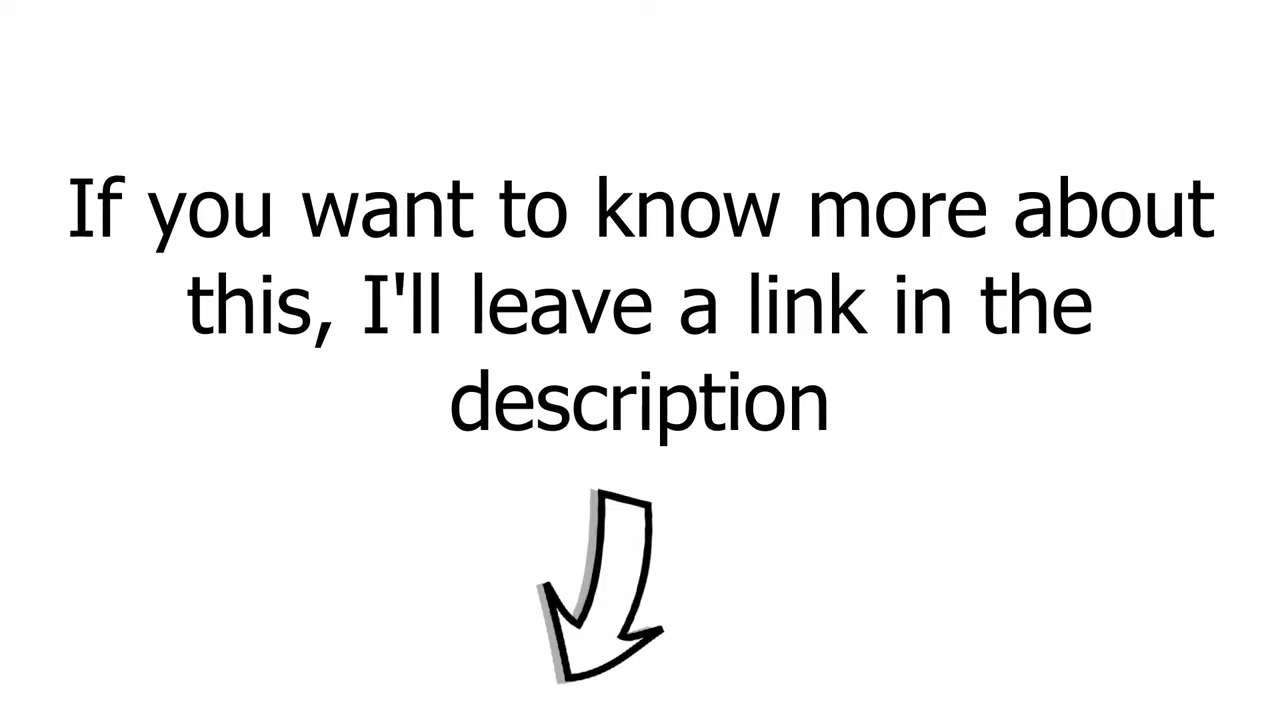 If you want to know more about
this, I'll leave a link in the
description